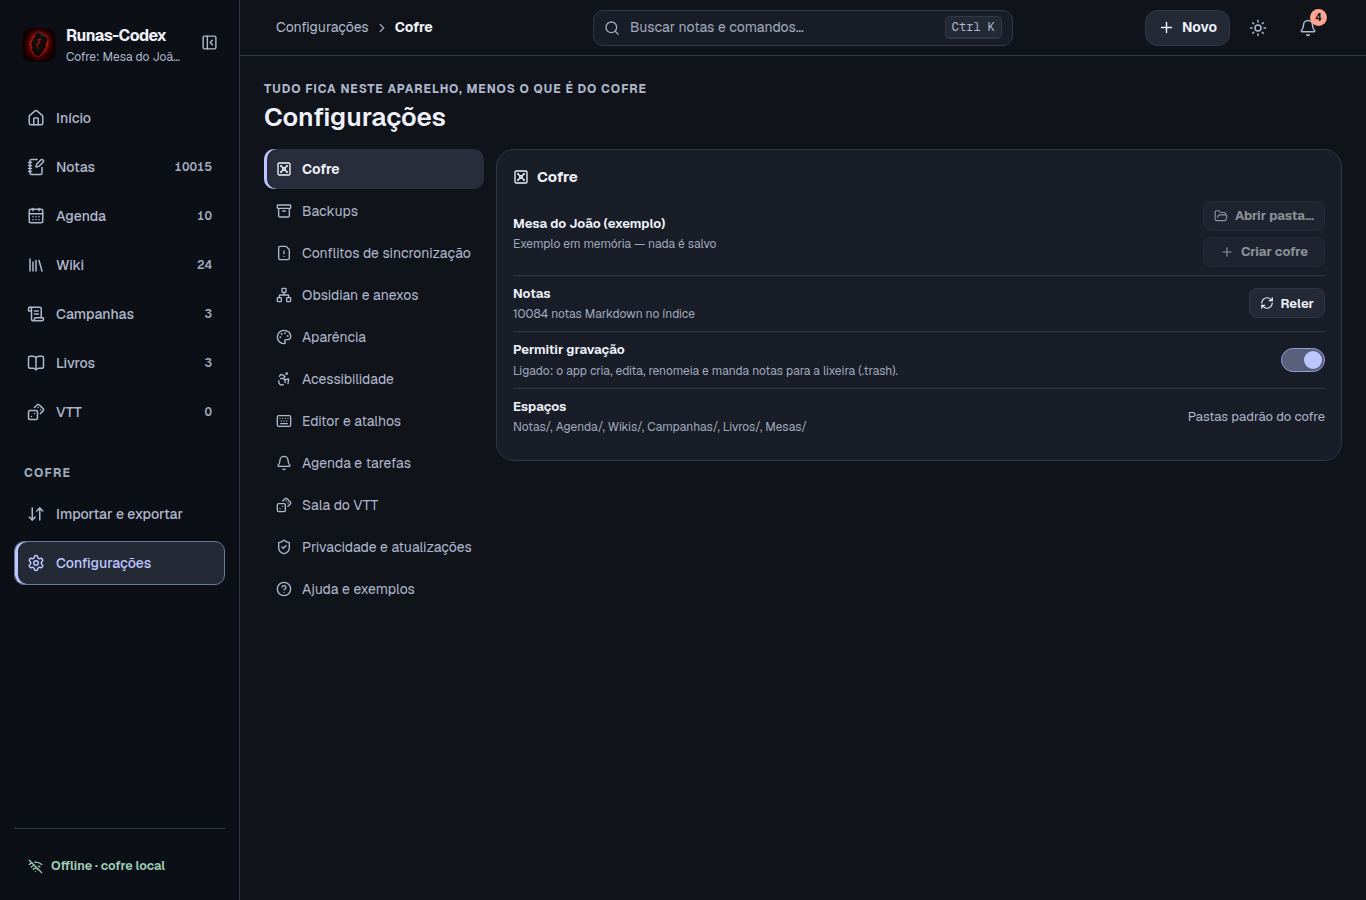 Runas-Codex
Cofre: Mesa do Joã…
Início
Notas 10015
Agenda 10
Wiki 24
Campanhas 3
Livros 3
VTT 0
COFRE
Importar e exportar
Configurações
Offline · cofre local
Configurações > Cofre
Buscar notas e comandos… Ctrl K
+ Novo
4
TUDO FICA NESTE APARELHO, MENOS O QUE É DO COFRE
Configurações
Cofre
Backups
Conflitos de sincronização
Obsidian e anexos
Aparência
Acessibilidade
Editor e atalhos
Agenda e tarefas
Sala do VTT
Privacidade e atualizações
Ajuda e exemplos
Cofre
Mesa do João (exemplo)
Exemplo em memória — nada é salvo
Abrir pasta…
+ Criar cofre
Notas
10084 notas Markdown no índice
Reler
Permitir gravação
Ligado: o app cria, edita, renomeia e manda notas para a lixeira (.trash).
Espaços
Notas/, Agenda/, Wikis/, Campanhas/, Livros/, Mesas/
Pastas padrão do cofre